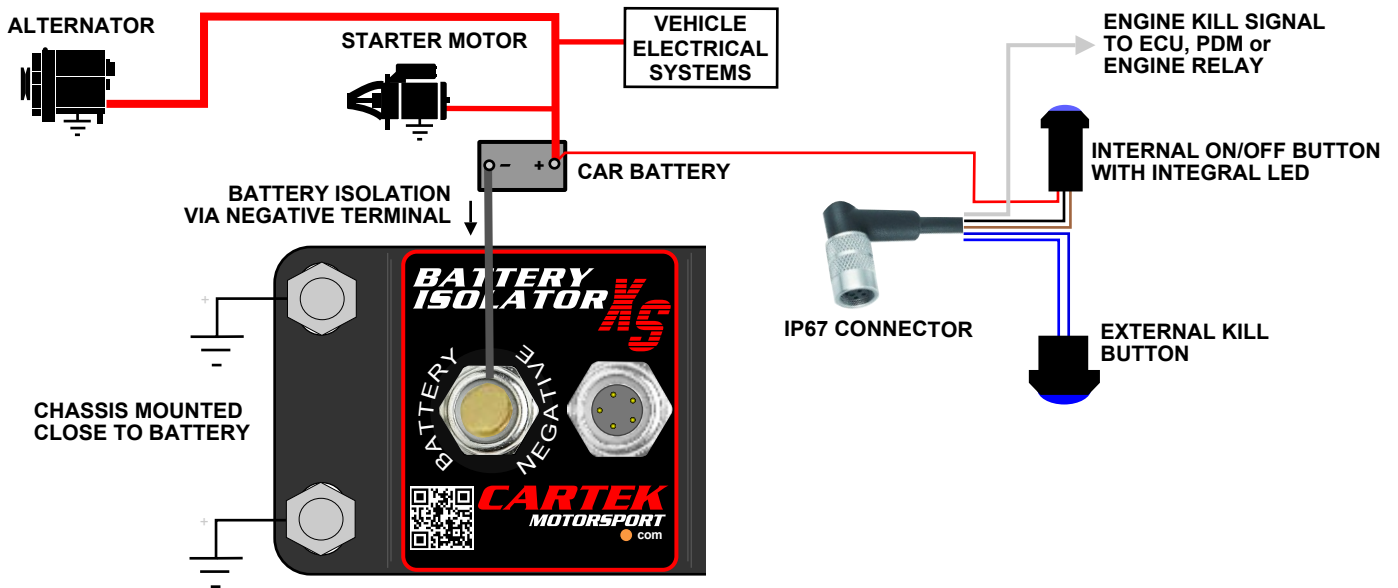 ALTERNATOR
STARTER MOTOR
VEHICLE
ELECTRICAL
SYSTEMS
ENGINE KILL SIGNAL
TO ECU, PDM or
ENGINE RELAY
- +
CAR BATTERY
INTERNAL ON/OFF BUTTON
WITH INTEGRAL LED
BATTERY ISOLATION
VIA NEGATIVE TERMINAL
BATTERY
ISOLATOR XS
IP67 CONNECTOR
EXTERNAL KILL
BUTTON
BATTERY
NEGATIVE
CHASSIS MOUNTED
CLOSE TO BATTERY
CARTEK
MOTORSPORT
com